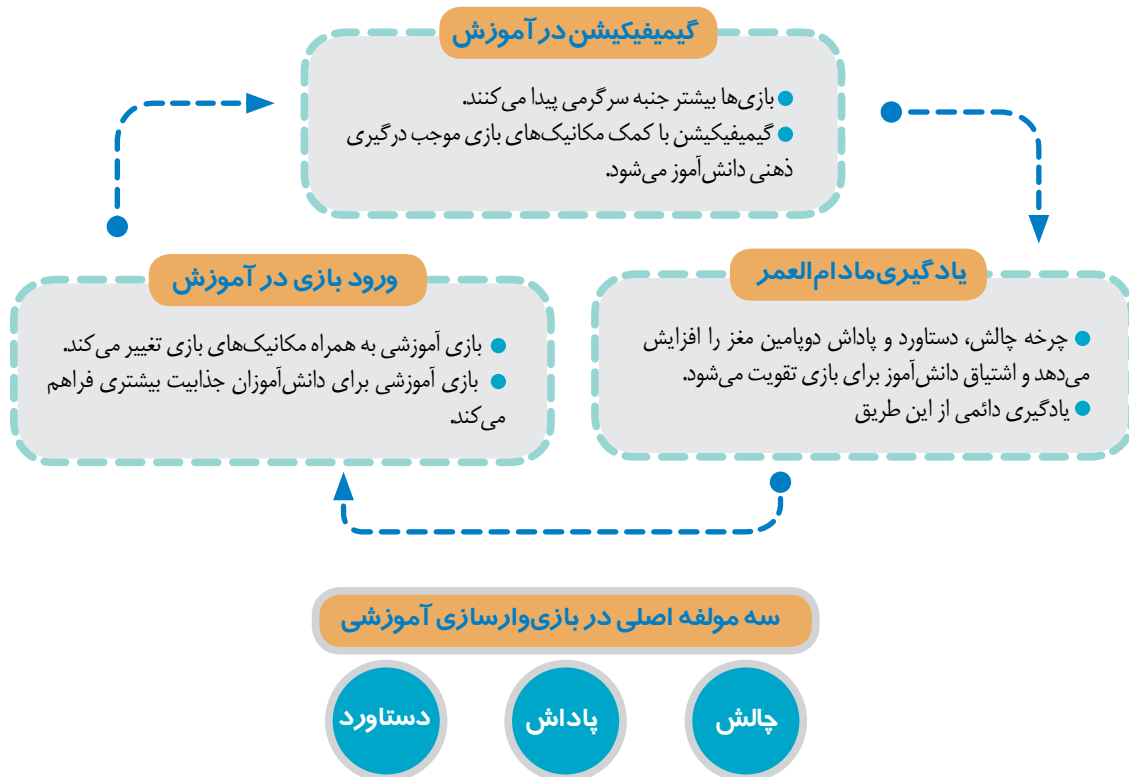 گیمیفیکیشن در آموزش
بازی‌ها بیشتر جنبه سرگرمی پیدا می‌کنند.
گیمیفیکیشن با کمک مکانیک‌های بازی موجب درگیری
ذهنی دانش‌آموز می‌شود.
یادگیری مادام‌العمر
چرخه چالش، دستاورد و پاداش دوپامین مغز را افزایش
می‌دهد و اشتیاق دانش‌آموز برای بازی تقویت می‌شود.
یادگیری دائمی از این طریق
ورود بازی در آموزش
بازی آموزشی به همراه مکانیک‌های بازی تغییر می‌کند.
بازی آموزشی برای دانش‌آموزان جذابیت بیشتری فراهم
می‌کند.
سه مولفه اصلی در بازی‌وارسازی آموزشی
چالش
پاداش
دستاورد